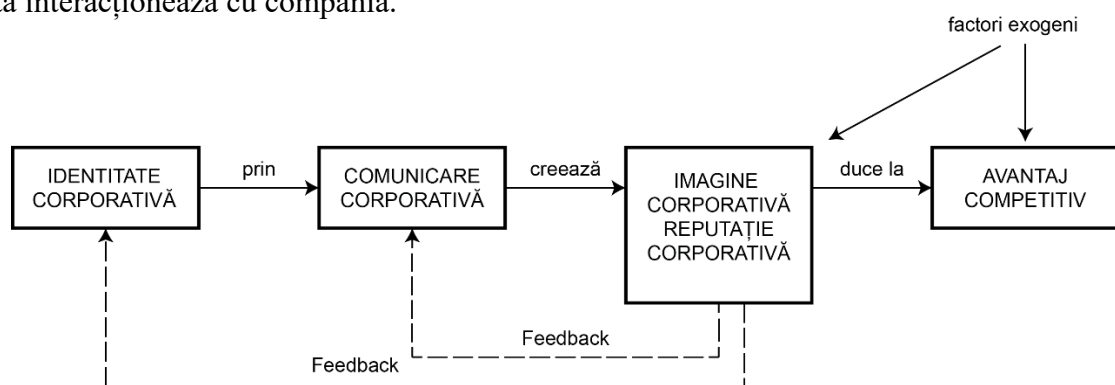 interacționează cu compania.
factori exogeni
IDENTITATE
CORPORATIVĂ
prin
COMUNICARE
CORPORATIVĂ
creează
IMAGINE
CORPORATIVĂ
REPUTAȚIE
CORPORATIVĂ
duce la
AVANTAJ
COMPETITIV
Feedback
Feedback